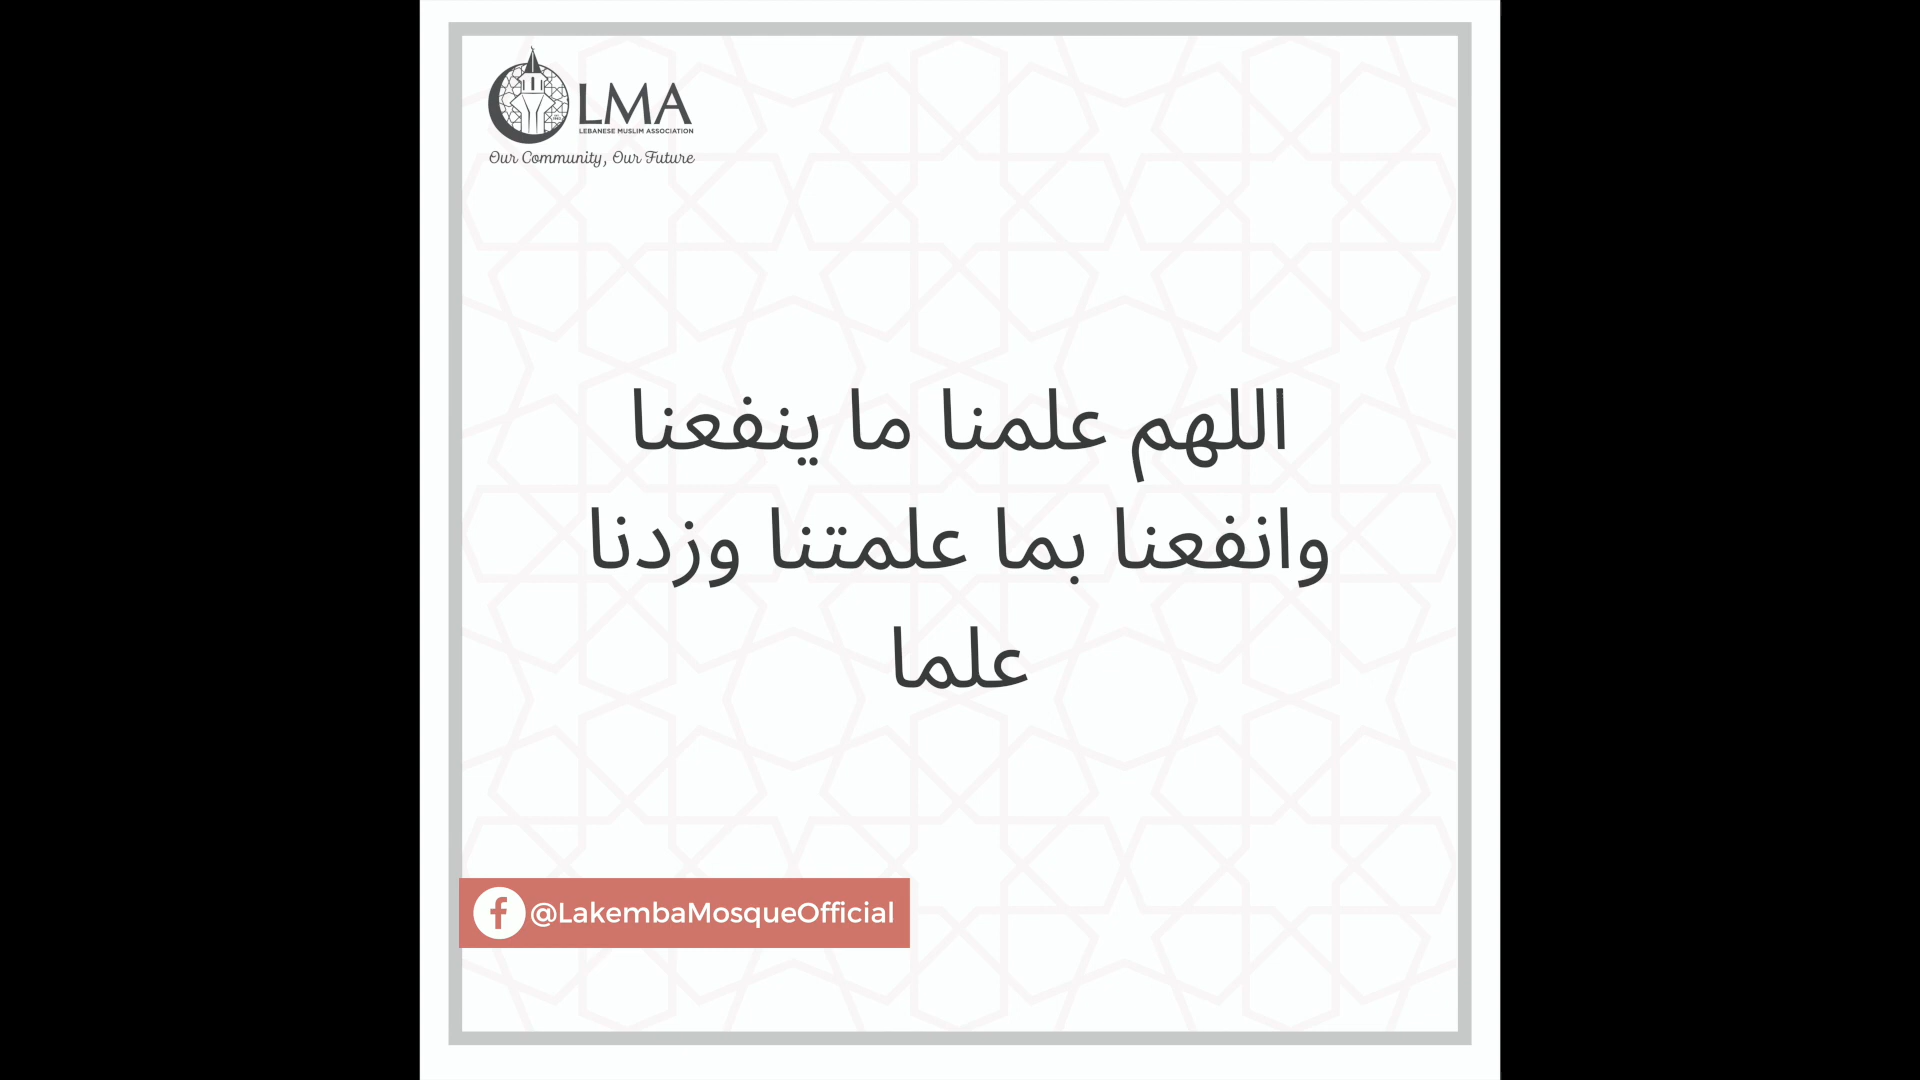 LMA
LEBANESE MUSLIM ASSOCIATION
Our Community, Our Future
اللهم علمنا ما ينفعنا
وانفعنا بما علمتنا وزدنا
علما
@LakembaMosqueOfficial